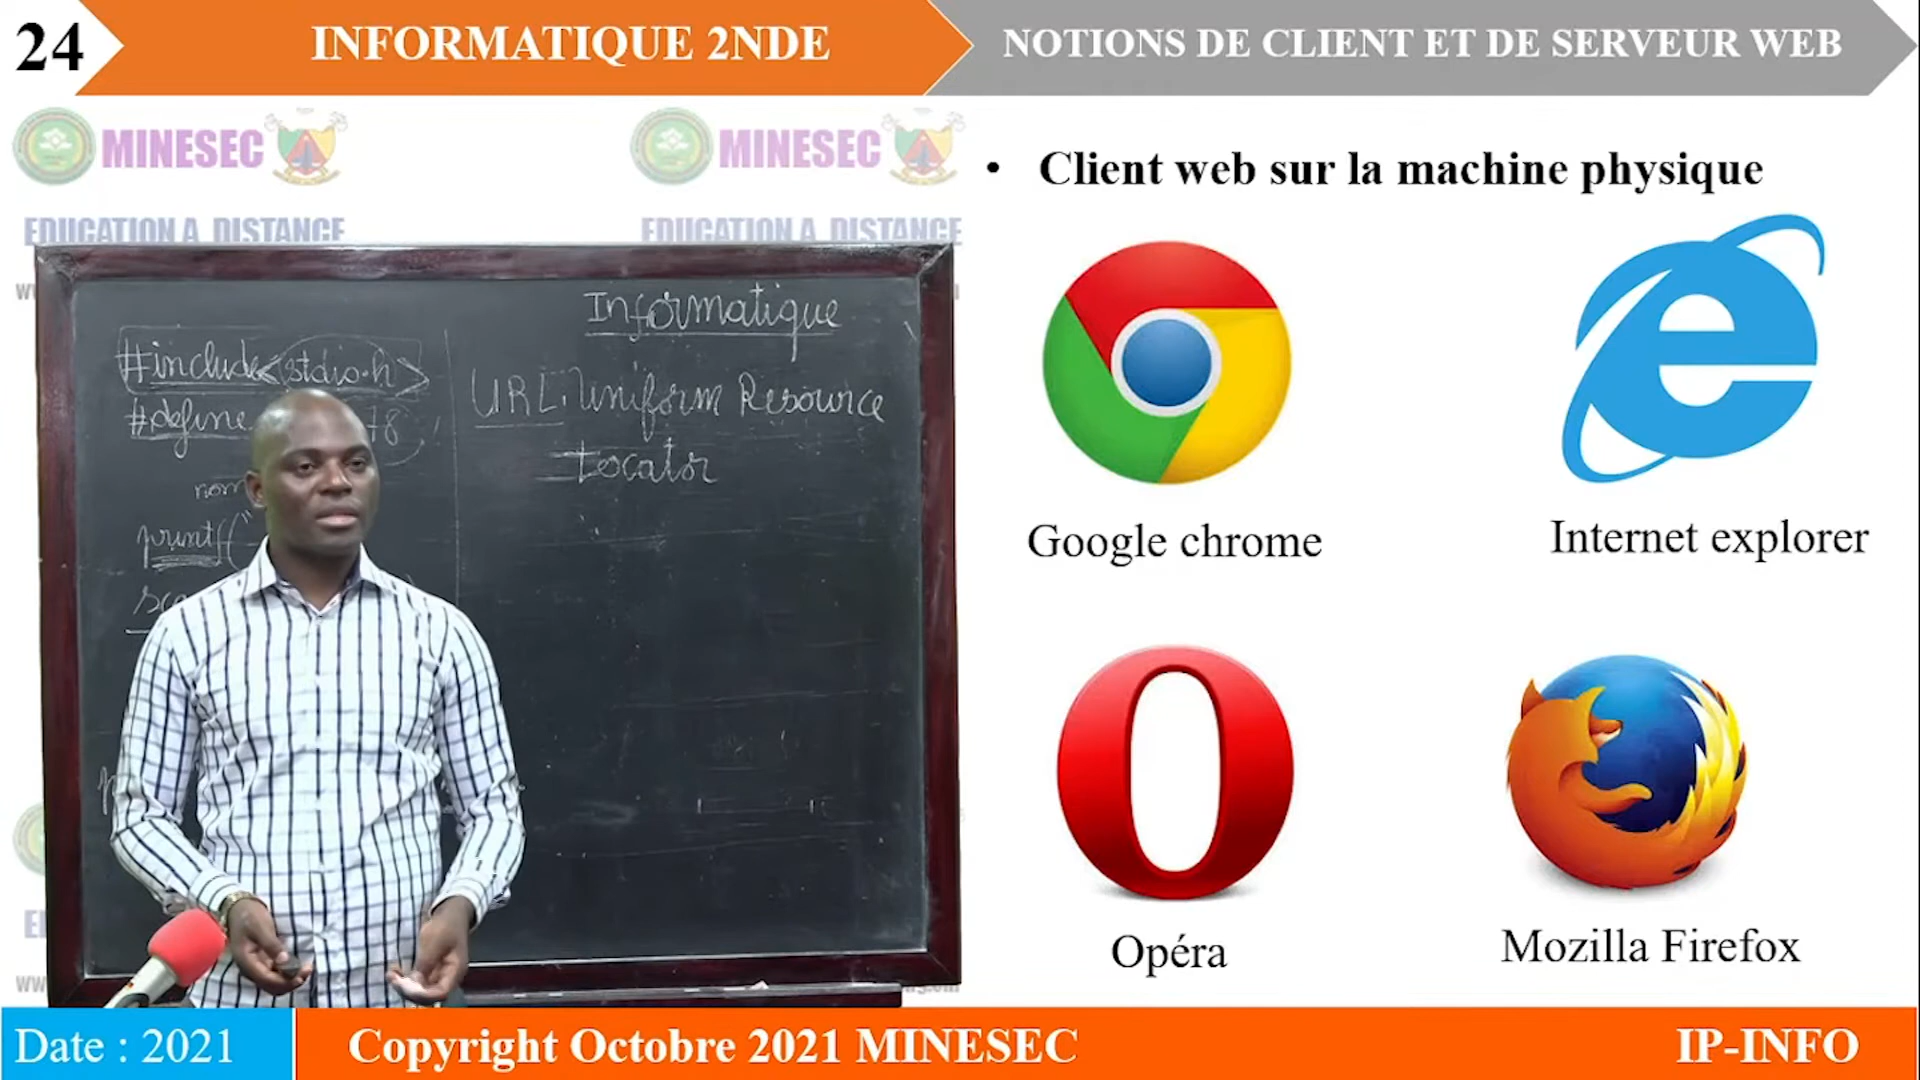 24
INFORMATIQUE 2NDE
NOTIONS DE CLIENT ET DE SERVEUR WEB
MINESEC
MINESEC
EDUCATION A DISTANCE
EDUCATION A DISTANCE
Informatique
#include<stdio.h>
#define
78
URL: Uniform Resource
Locator
printf("
• Client web sur la machine physique
Google chrome
Internet explorer
Opéra
Mozilla Firefox
Date : 2021
Copyright Octobre 2021 MINESEC
IP-INFO